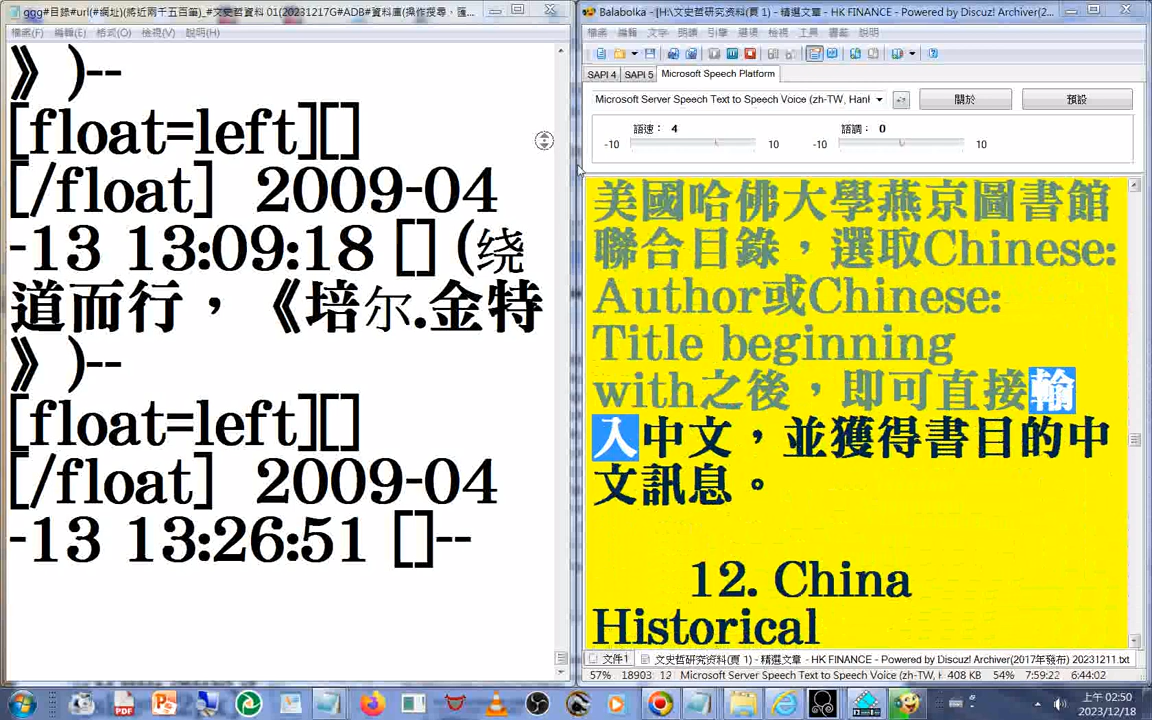 ggg#目錄#url(#網址)(將近兩千五百筆)_#文史哲資料 01(20231217G#ADB#資料庫(操作搜尋，匯...
檔案(F) 編輯(E) 格式(O) 檢視(V) 說明(H)
》 )--
[float=left][]
[/float] 2009-04
-13 13:09:18 [] (绕
道而行，《培尔.金特
》 )--
[float=left][]
[/float] 2009-04
-13 13:26:51 []--
Balabolka - [H:\文史哲研究资料(頁 1) - 精選文章 - HK FINANCE - Powered by Discuz! Archiver(2...
檔案 編輯 文字 剪頭 引擎 選項 檢視 工具 書籤 說明
SAPI 4 SAPI 5 Microsoft Speech Platform
Microsoft Server Speech Text to Speech Voice (zh-TW, Hanl 關於 預設
語速： 4 語調： 0
-10 10 -10 10
美國哈佛大學燕京圖書館
聯合目錄，選取Chinese:
Author或Chinese:
Title beginning
with之後，即可直接輸
入中文，並獲得書目的中
文訊息。
12. China
Historical
文件1 文史哲研究资料(頁 1) - 精選文章 - HK FINANCE - Powered by Discuz! Archiver(2017年發布) 20231211.txt
57% 18903: 12 Microsoft Server Speech Text to Speech Voice (zh-TW, H 408 KB 54% 7:59:22 6:44:02
上午 02:50
2023/12/18